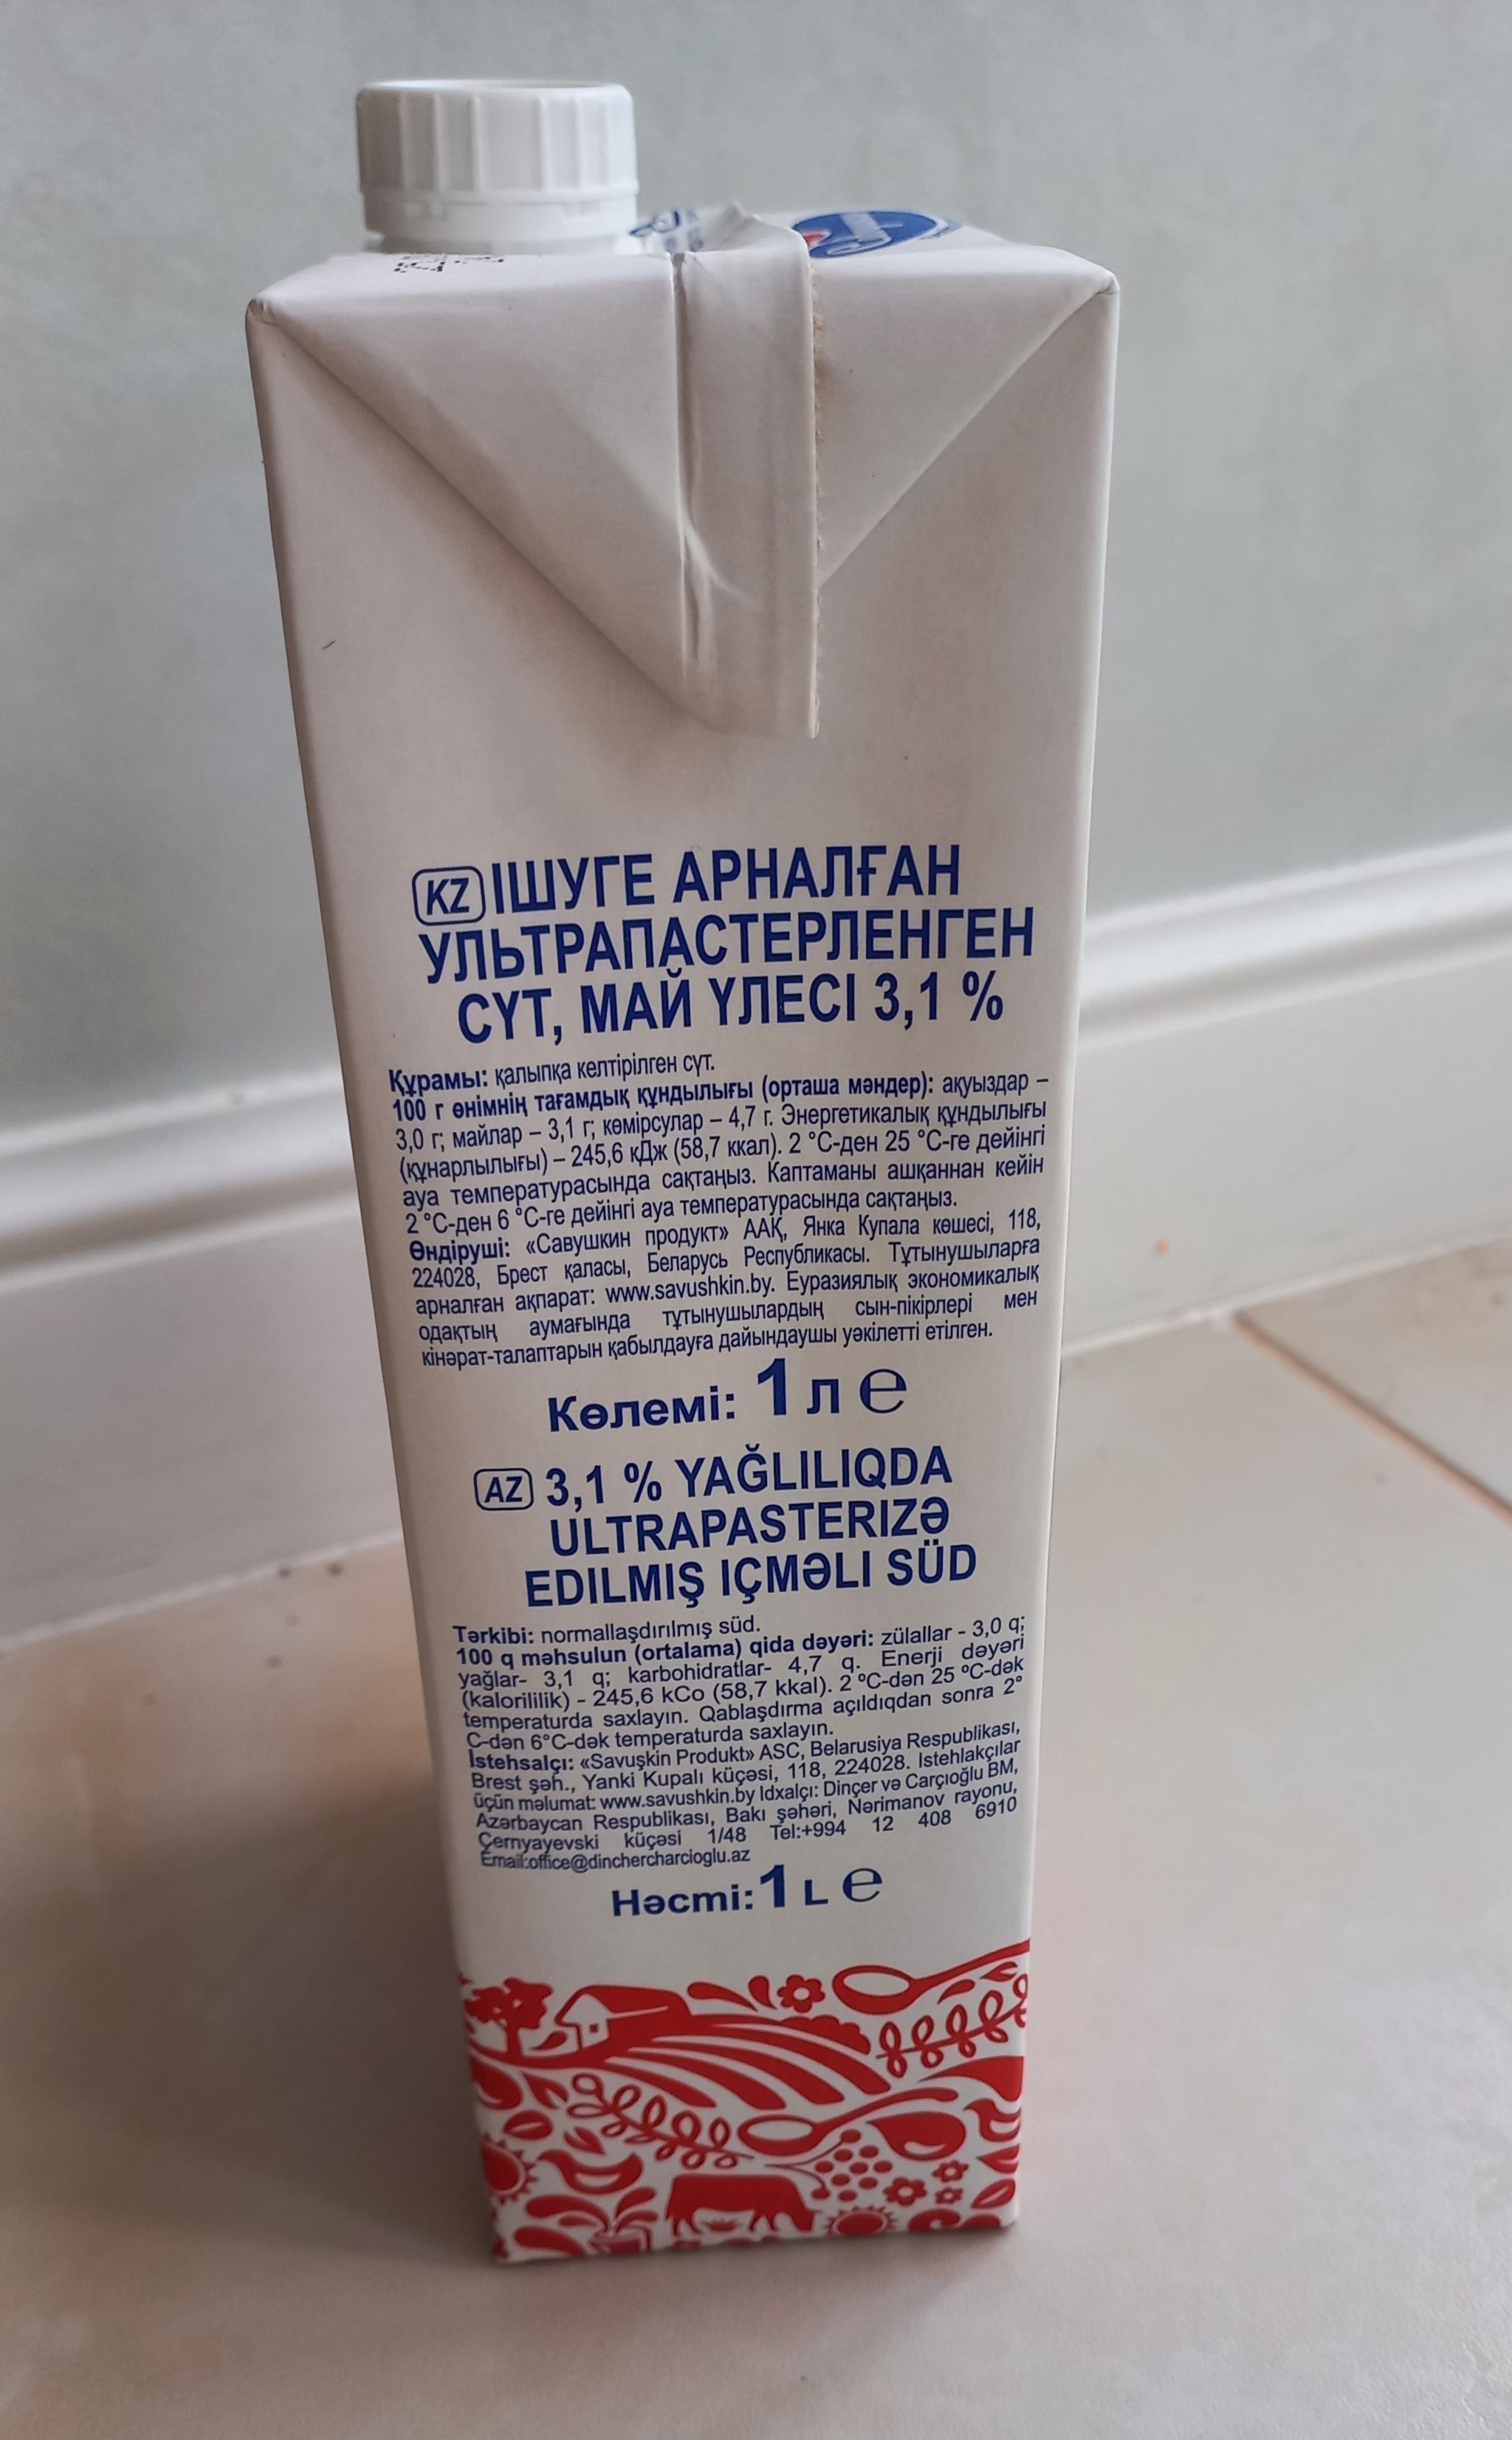 KZ ІШУГЕ АРНАЛҒАН
УЛЬТРАПАСТЕРЛЕНГЕН
СҮТ, МАЙ ҮЛЕСІ 3,1 %
Құрамы: қалыпқа келтірілген сүт.
100 г өнімнің тағамдық құндылығы (орташа мәндер): ақуыздар –
3,0 г; майлар – 3,1 г; көмірсулар – 4,7 г. Энергетикалық құндылығы
(құнарлылығы) – 245,6 кДж (58,7 ккал). 2 °С-ден 25 °С-ге дейінгі
ауа температурасында сақтаңыз. Каптаманы ашқаннан кейін
2 °С-ден 6 °С-ге дейінгі ауа температурасында сақтаңыз.
Өндіруші: «Савушкин продукт» ААҚ, Янка Купала көшесі, 118,
224028, Брест қаласы, Беларусь Республикасы. Тұтынушыларға
арналған ақпарат: www.savushkin.by. Еуразиялық экономикалық
одақтың аумағында тұтынушылардың сын-пікірлері мен
кінәрат-талаптарын қабылдауға дайындаушы уәкілетті етілген.
Көлемі: 1 л ℮
AZ 3,1 % YAĞLILIQDA
ULTRAPASTERIZƏ
EDILMIŞ IÇMƏLI SÜD
Tərkibi: normallaşdırılmış süd.
100 q məhsulun (ortalama) qida dəyəri: zülallar - 3,0 q;
yağlar- 3,1 q; karbohidratlar- 4,7 q. Enerji dəyəri
(kalorililik) - 245,6 kCo (58,7 kkal). 2 °C-dən 25 °C-dək
temperaturda saxlayın. Qablaşdırma açıldıqdan sonra 2°
C-dən 6°C-dək temperaturda saxlayın.
İstehsalçı: «Savuşkin Produkt» ASC, Belarusiya Respublikası,
Brest şəh., Yanki Kupalı küçəsi, 118, 224028. Istehlakçılar
üçün məlumat: www.savushkin.by Idxalçı: Dinçer və Carçıoğlu BM,
Azərbaycan Respublikası, Bakı şəhəri, Nərimanov rayonu,
Çernyayevski küçəsi 1/48 Tel:+994 12 408 6910
Email:office@dinchercharcioglu.az
Həcmi: 1 L ℮